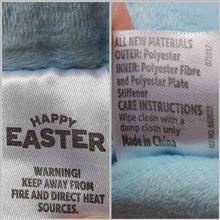 HAPPY
EASTER
WARNING!
KEEP AWAY FROM
FIRE AND DIRECT HEAT
SOURCES.
ALL NEW MATERIALS
OUTER: Polyester
INNER: Polyester Fibre
and Polyester Plate
Stiffener
CARE INSTRUCTIONS
Wipe clean with a
damp cloth only
Made in China